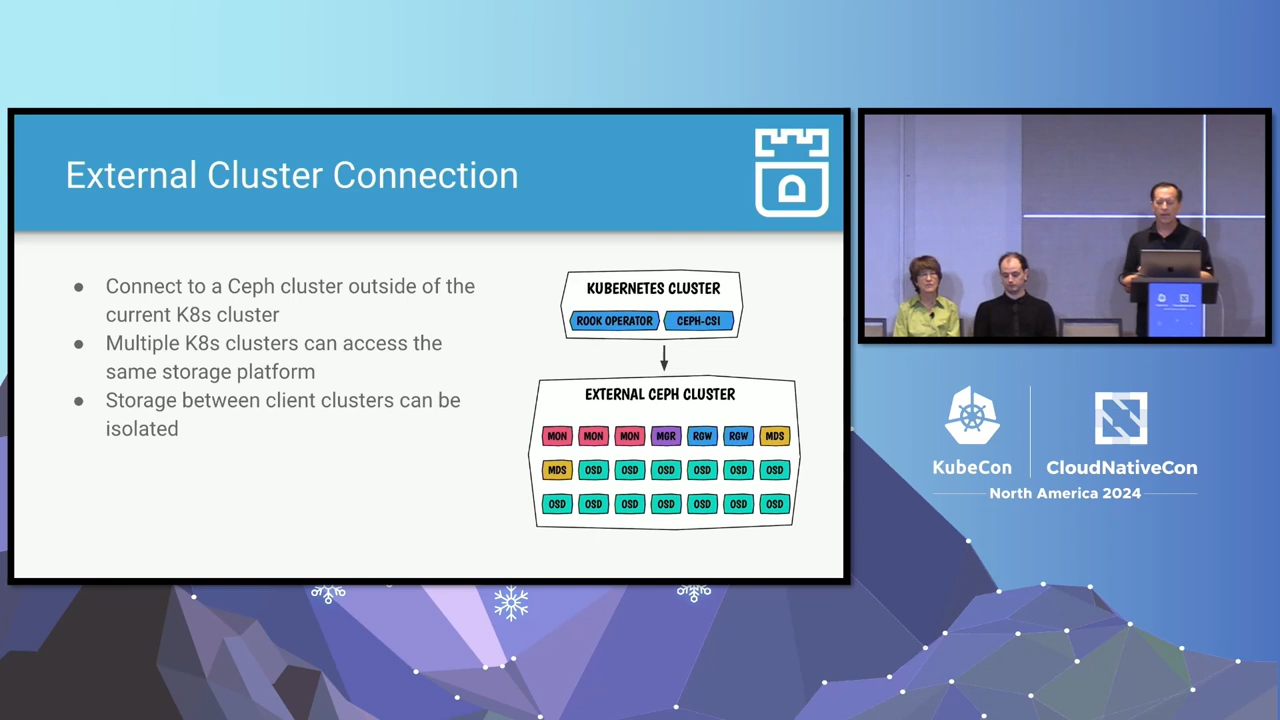 External Cluster Connection
● Connect to a Ceph cluster outside of the
current K8s cluster
● Multiple K8s clusters can access the
same storage platform
● Storage between client clusters can be
isolated
KUBERNETES CLUSTER
ROOK OPERATOR CEPH-CSI
EXTERNAL CEPH CLUSTER
MON MON MON MGR RGW RGW MDS
MDS OSD OSD OSD OSD OSD OSD
OSD OSD OSD OSD OSD OSD OSD
KubeCon CloudNativeCon
North America 2024